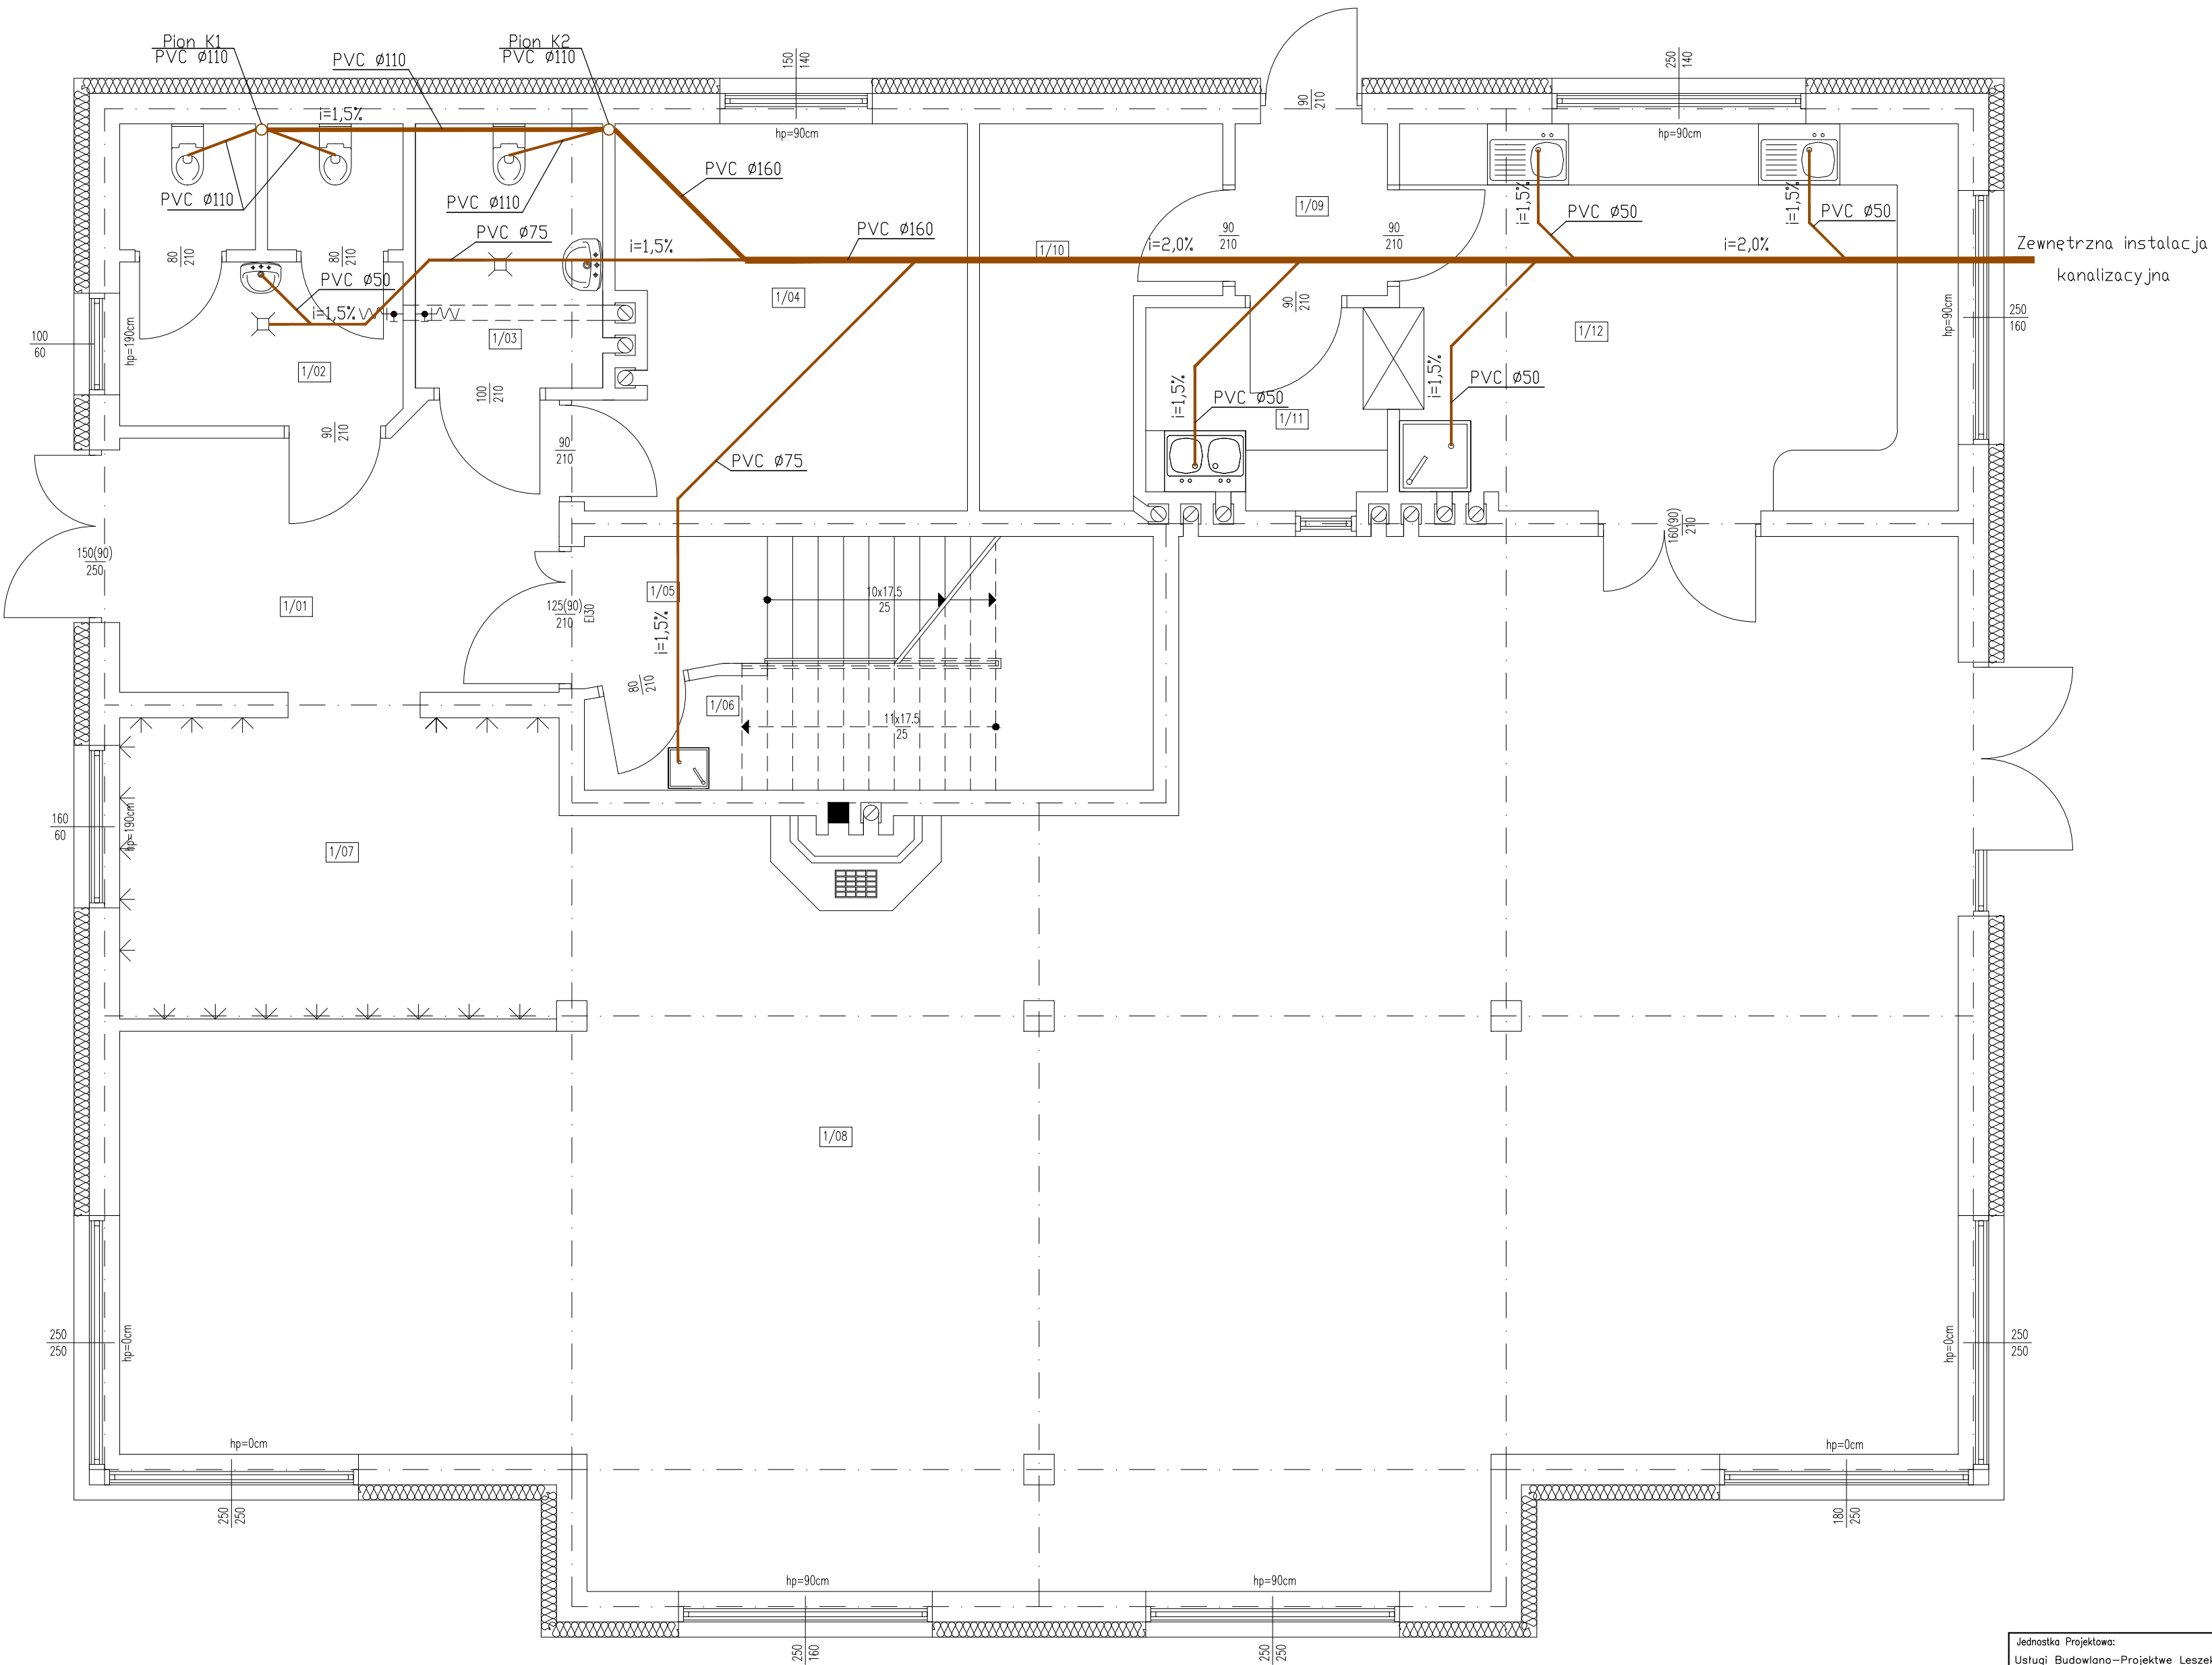 Pion K1
PVC ø110
PVC ø110
Pion K2
PVC ø110
150
140
250
140
90
210
i=1,5%
hp=90cm
hp=90cm
PVC ø160
PVC ø110
PVC ø110
PVC ø75
i=1,5%
PVC ø160
1/10
i=2,0%
1/09
90
210
90
210
i=1,5%
PVC ø50
i=1,5%
PVC ø50
i=2,0%
Zewnętrzna instalacja
kanalizacyjna
80
210
80
210
PVC ø50
i=1,5%
1/04
90
210
1/03
1/12
hp=90cm
250
160
100
60
hp=190cm
1/02
100
210
i=1,5%
PVC ø50
1/11
i=1,5%
PVC ø50
90
210
90
210
PVC ø75
150(90)
250
160(90)
210
1/01
125(90)
210
EI30
1/05
i=1,5%
10x17.5
25
80
210
1/06
11x17.5
25
160
60
hp=190cm
1/07
1/08
250
250
hp=0cm
hp=0cm
250
250
hp=0cm
hp=0cm
250
250
180
250
hp=90cm
hp=90cm
250
160
250
250
Jednostka Projektowa:
Usługi Budowlano-Projektwe Leszek